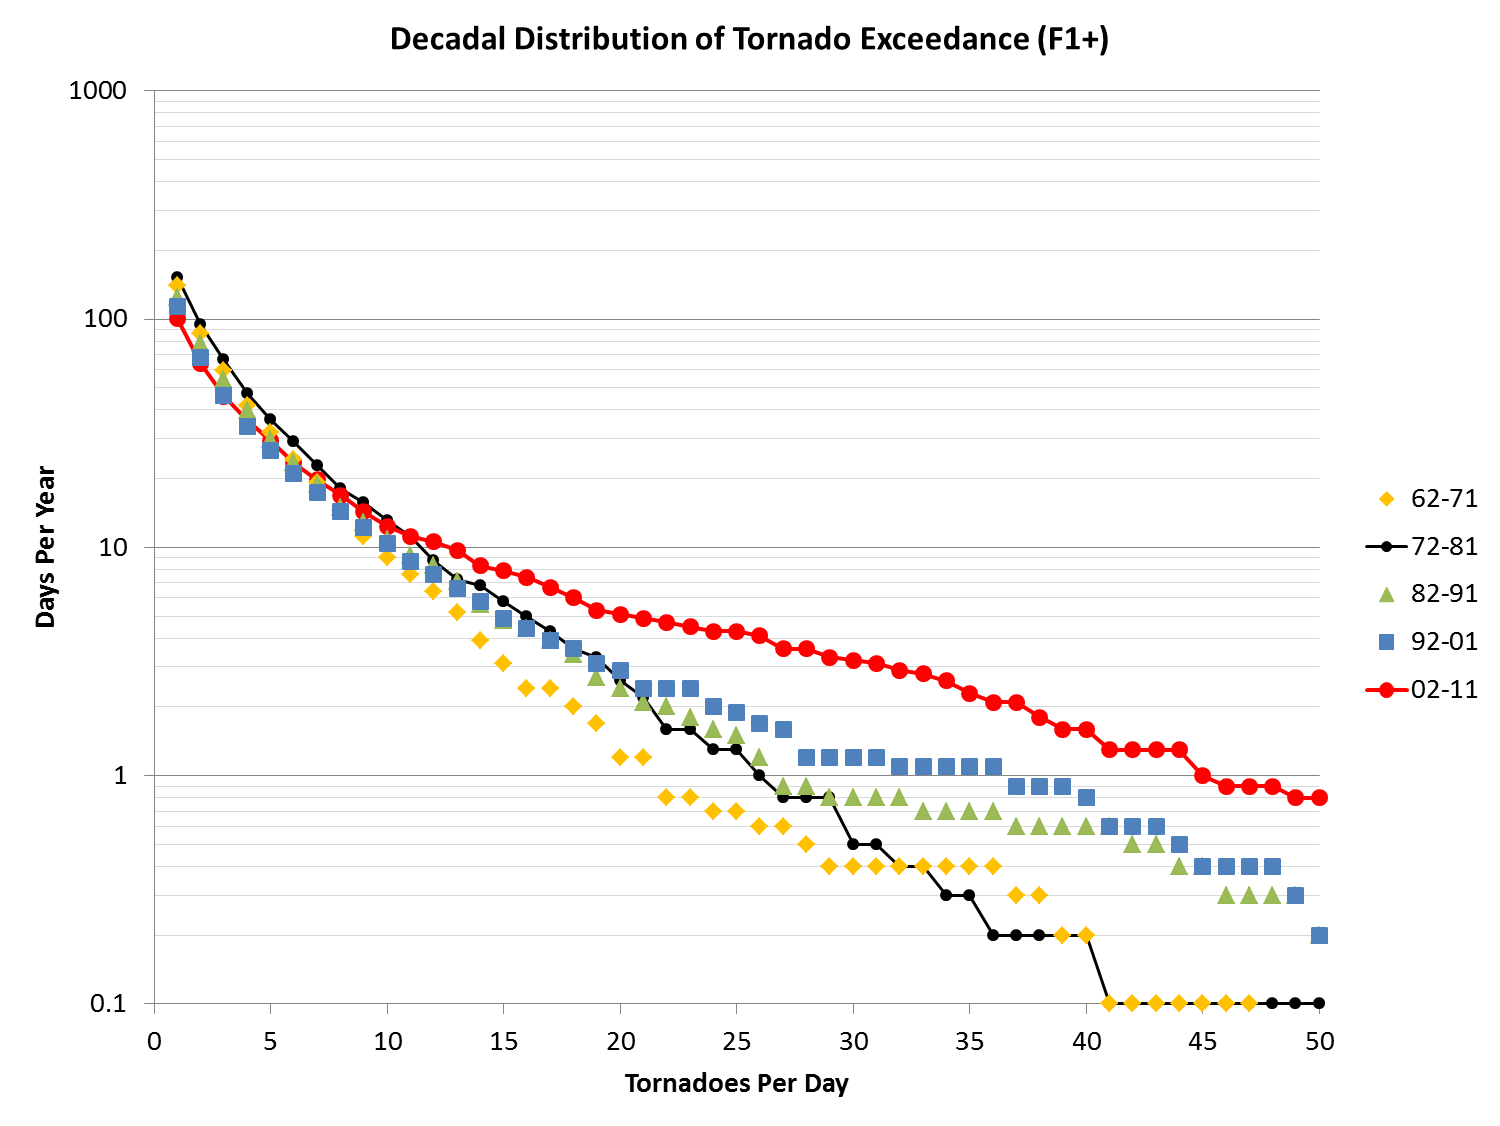 Decadal Distribution of Tornado Exceedance (F1+)
1000
100
10
1
0.1
Days Per Year
0 5 10 15 20 25 30 35 40 45 50
Tornadoes Per Day
62-71
72-81
82-91
92-01
02-11